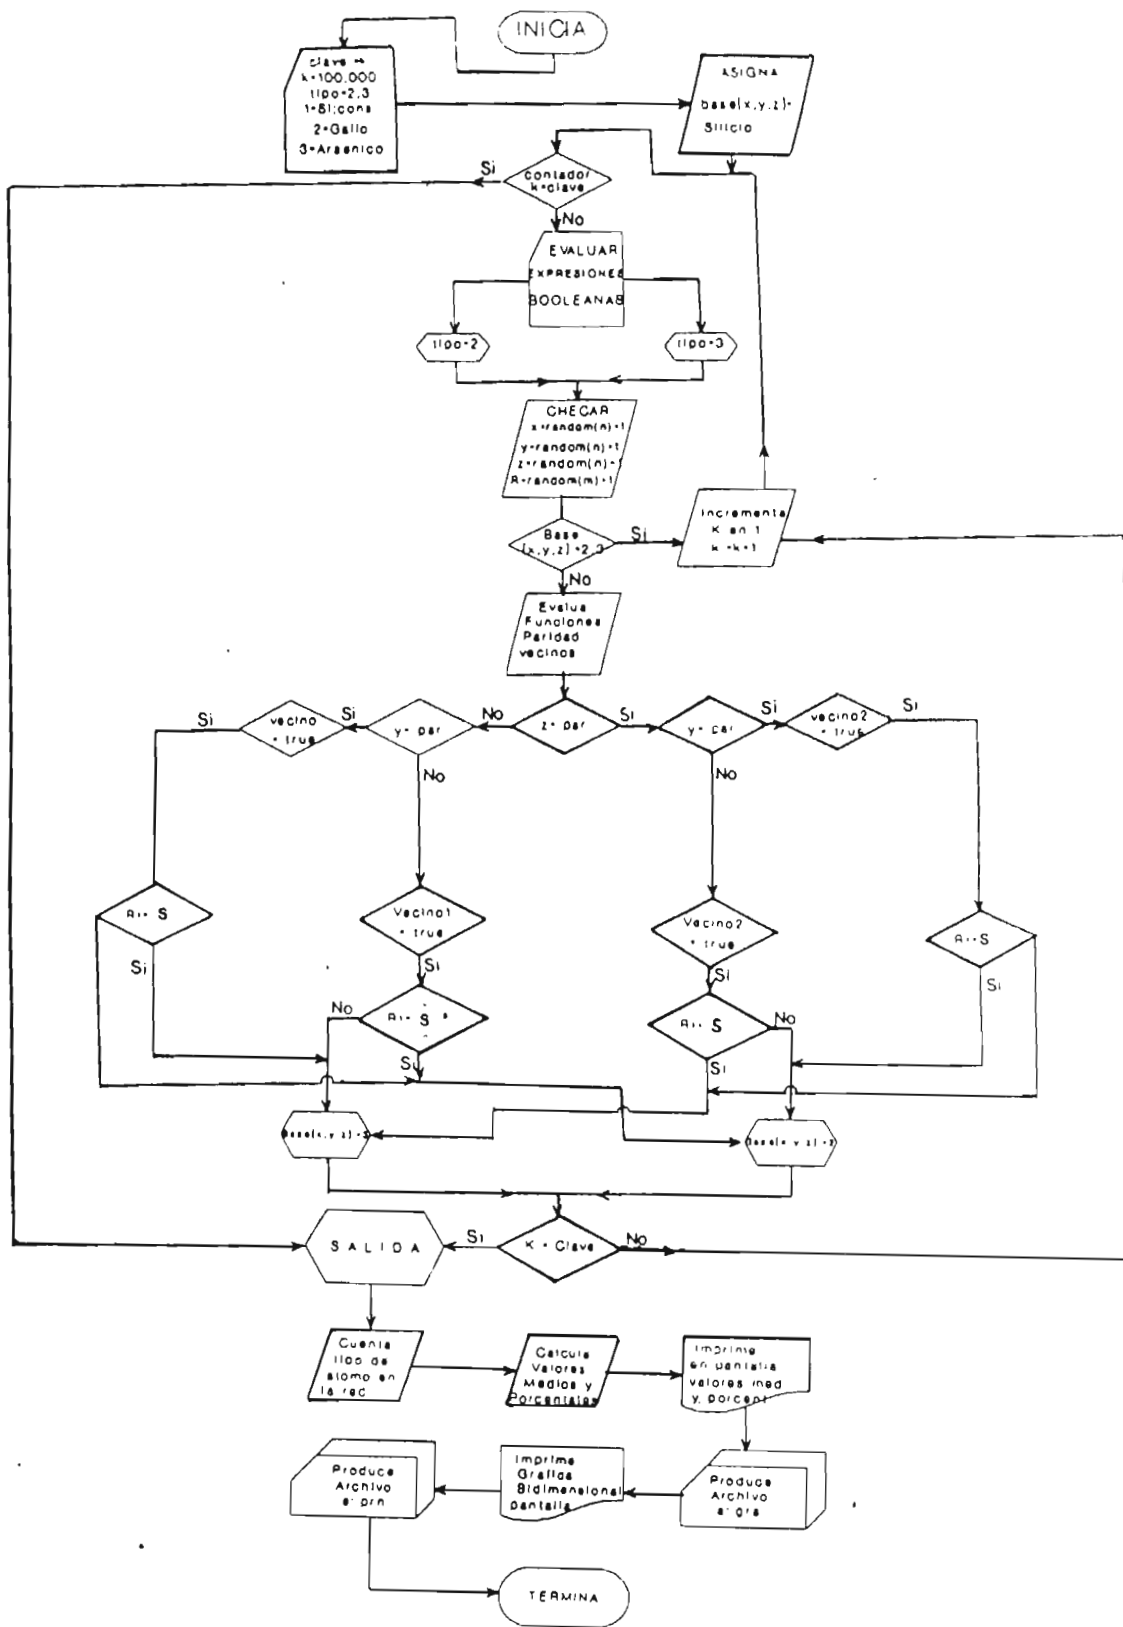 INICIA
clave =
k=100,000
tipo=2,3
1=Si;cons
2=Galio
3=Arsenico
ASIGNA
base(x,y,z)=
Silicio
Si
contador
k=clave
No
EVALUAR
EXPRESIONES
BOOLEANAS
tipo=2
tipo=3
CHECAR
x=random(n)+1
y=random(n)+1
z=random(n)+1
R=random(m)+1
Base
(x,y,z)=2,3
Si
Incrementa
K en 1
k=k+1
No
Evalua
Funciones
Paridad
vecinos
Si
vecino
= true
Si
y= par
No
z= par
Si
y= par
Si
vecino2
= true
Si
No
No
S
Vecino1
= true
Vecino2
= true
S
Si
Si
Si
Si
No
S
S
No
Si
Si
Base(x,y,z)
Base(x,y,z)
SALIDA
Si
K = Clave
No
Cuenta
tipo de
atomo en
la red
Calcula
Valores
Medios y
Porcentajes
Imprime
en pantalla
valores med
y, porcent
Produce
Archivo
a: prn
Imprime
Grafica
Bidimensional
pantalla
Produce
Archivo
a: gra
TERMINA